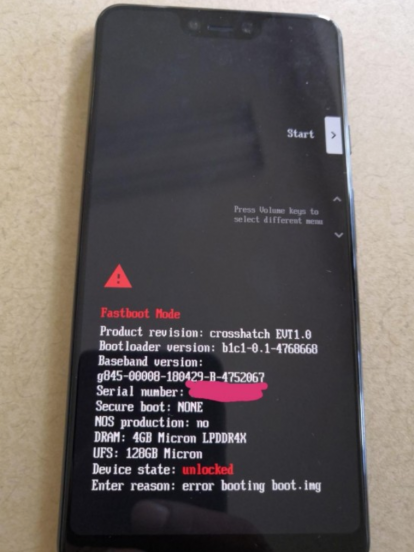 Start
Press Volume keys to
select different menu
Fastboot Mode
Product revision: crosshatch EVT1.0
Bootloader version: b1c1-0.1-4768668
Baseband version:
g845-00008-180429-B-4752067
Serial number:
Secure boot: NONE
NOS production: no
DRAM: 4GB Micron LPDDR4X
UFS: 128GB Micron
Device state: unlocked
Enter reason: error booting boot.img